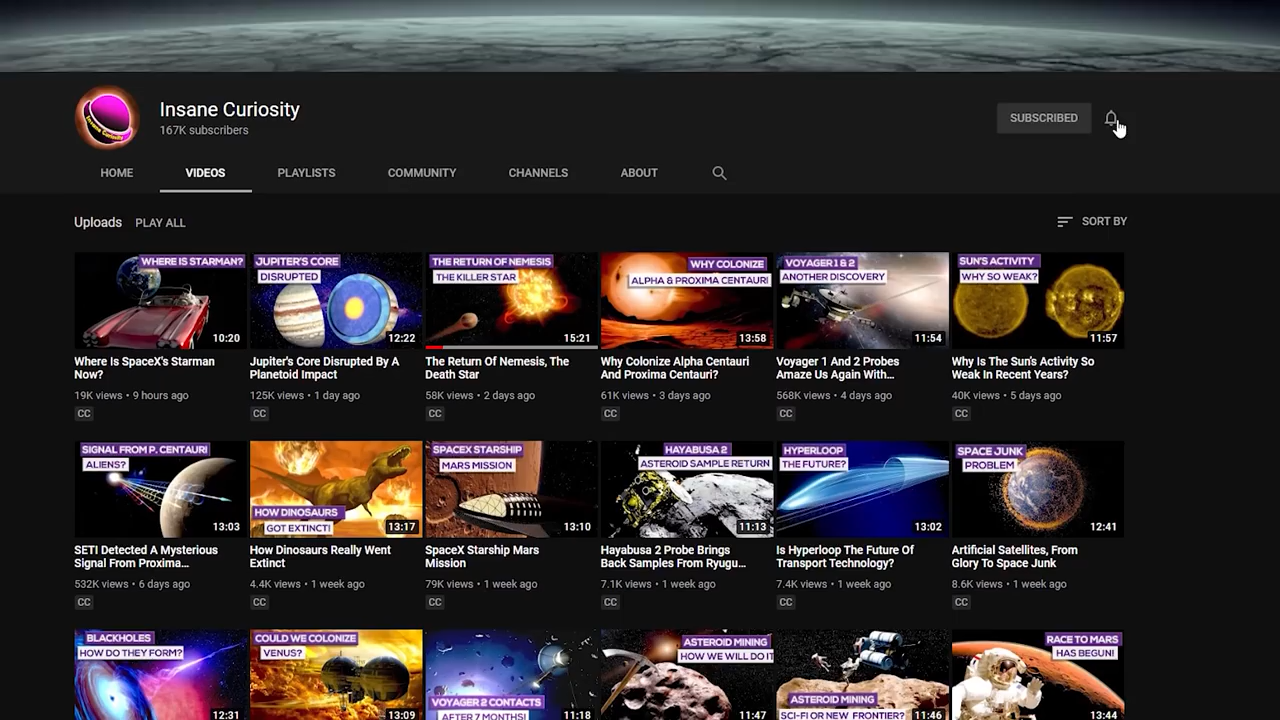 Insane Curiosity
167K subscribers
SUBSCRIBED
HOME VIDEOS PLAYLISTS COMMUNITY CHANNELS ABOUT
Uploads PLAY ALL SORT BY
WHERE IS STARMAN?
10:20
Where Is SpaceX's Starman
Now?
19K views • 9 hours ago
CC
JUPITER'S CORE
DISRUPTED
12:22
Jupiter's Core Disrupted By A
Planetoid Impact
125K views • 1 day ago
CC
THE RETURN OF NEMESIS
THE KILLER STAR
15:21
The Return Of Nemesis, The
Death Star
58K views • 2 days ago
CC
WHY COLONIZE
ALPHA & PROXIMA CENTAURI
13:58
Why Colonize Alpha Centauri
And Proxima Centauri?
61K views • 3 days ago
CC
VOYAGER 1 & 2
ANOTHER DISCOVERY
11:54
Voyager 1 And 2 Probes
Amaze Us Again With...
568K views • 4 days ago
CC
SUN'S ACTIVITY
WHY SO WEAK?
11:57
Why Is The Sun's Activity So
Weak In Recent Years?
40K views • 5 days ago
CC
SIGNAL FROM P. CENTAURI
ALIENS?
13:03
SETI Detected A Mysterious
Signal From Proxima...
532K views • 6 days ago
CC
HOW DINOSAURS
GOT EXTINCT!
13:17
How Dinosaurs Really Went
Extinct
4.4K views • 1 week ago
CC
SPACEX STARSHIP
MARS MISSION
13:10
SpaceX Starship Mars
Mission
79K views • 1 week ago
CC
HAYABUSA 2
ASTEROID SAMPLE RETURN
11:13
Hayabusa 2 Probe Brings
Back Samples From Ryugu...
7.1K views • 1 week ago
CC
HYPERLOOP
THE FUTURE?
13:02
Is Hyperloop The Future Of
Transport Technology?
7.4K views • 1 week ago
CC
SPACE JUNK
PROBLEM
12:41
Artificial Satellites, From
Glory To Space Junk
8.6K views • 1 week ago
CC
BLACKHOLES
HOW DO THEY FORM?
12:31
COULD WE COLONIZE
VENUS?
13:09
VOYAGER 2 CONTACTS
AFTER 7 MONTHS!
11:18
ASTEROID MINING
HOW WE WILL DO IT
11:47
ASTEROID MINING
SCI-FI OR NEW FRONTIER?
11:46
RACE TO MARS
HAS BEGUN!
13:44